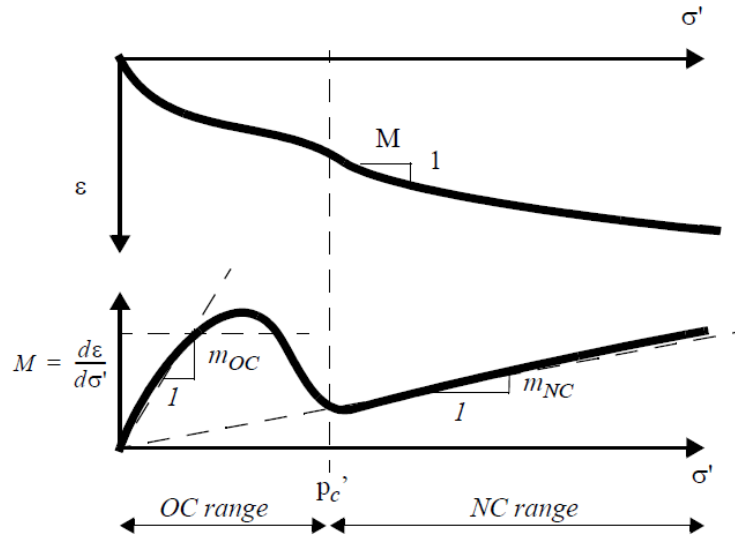 σ'
M
1
ε
M = dε/dσ'
m_OC
1
m_NC
1
p_c’
σ'
OC range
NC range